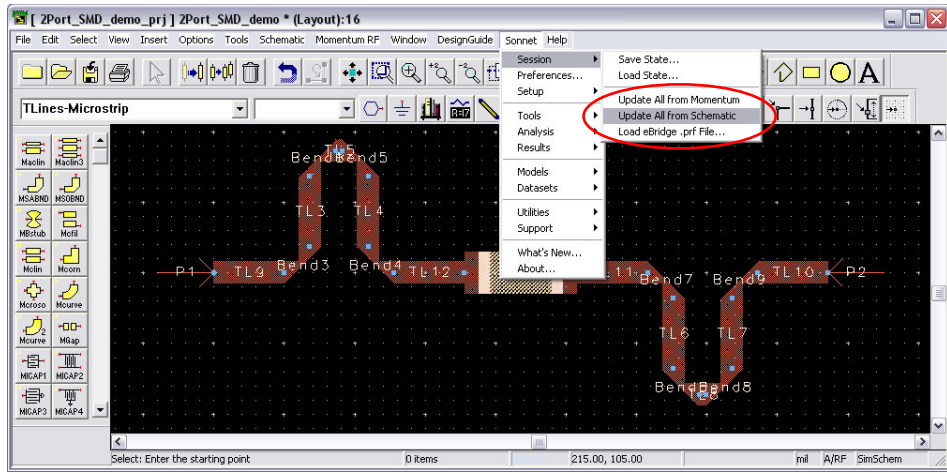 [ 2Port_SMD_demo_prj ] 2Port_SMD_demo * (Layout):16
File Edit Select View Insert Options Tools Schematic Momentum RF Window DesignGuide Sonnet Help
TLines-Microstrip
Session
Preferences...
Setup
Tools
Analysis
Results
Models
Datasets
Utilities
Support
What's New...
About...
Save State...
Load State...
Update All from Momentum
Update All from Schematic
Load eBridge .prf File...
Maclin Maclin3
MSABND MSOBND
MBstub Mcfil
Mclin Mcorn
Mcroso Mcurve
Mcurve MGap
MICAP1 MICAP2
MICAP3 MICAP4
TL5
Bend5
TL3 TL4
P1 TL9 Bend3 Bend4 TL12
Bend7 Bend9 TL10 P2
TL6 TL7
Bend8
TL8
Select: Enter the starting point 0 items 215.00, 105.00 mil A/RF SimSchem